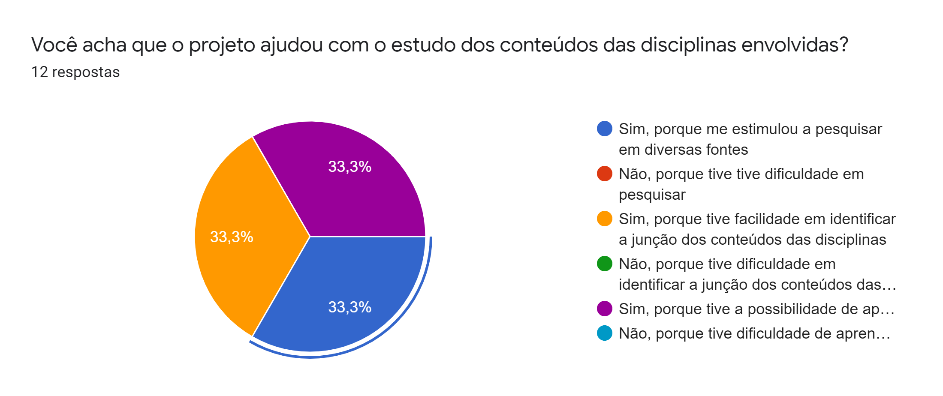 Você acha que o projeto ajudou com o estudo dos conteúdos das disciplinas envolvidas?
12 respostas
33,3%
33,3%
33,3%
Sim, porque me estimulou a pesquisar
em diversas fontes
Não, porque tive tive dificuldade em
pesquisar
Sim, porque tive facilidade em identificar
a junção dos conteúdos das disciplinas
Não, porque tive dificuldade em
identificar a junção dos conteúdos das…
Sim, porque tive a possibilidade de ap…
Não, porque tive dificuldade de apren…